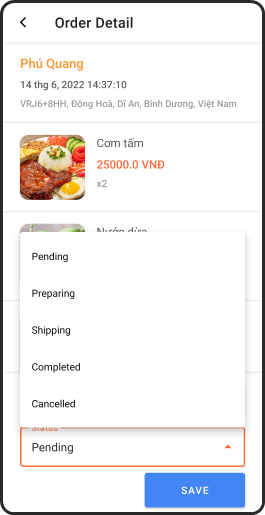 Order Detail
Phú Quang
14 thg 6, 2022 14:37:10
VRJ6+8HH, Đông Hoà, Dĩ An, Bình Dương, Việt Nam
Cơm tấm
25000.0 VNĐ
x2
Nước dừa
Pending
Preparing
Shipping
Completed
Cancelled
Status
Pending
SAVE